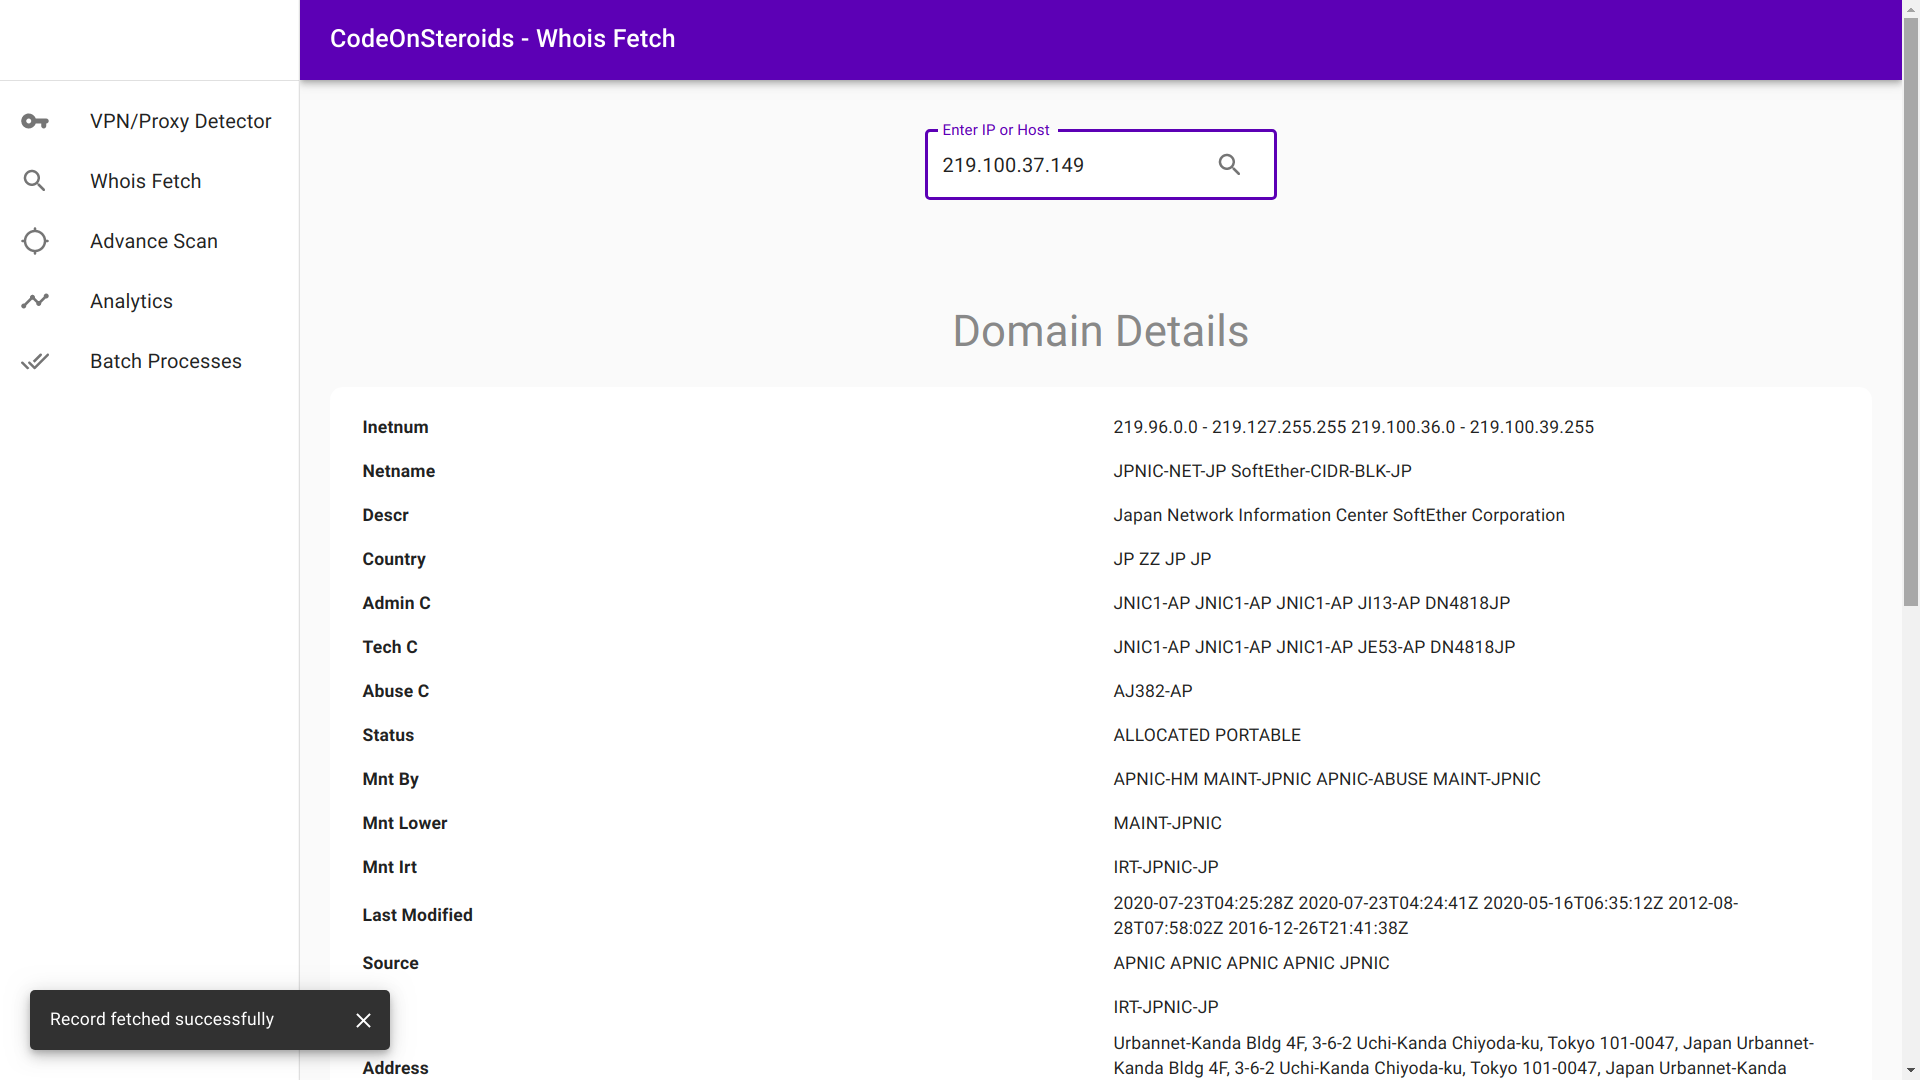 CodeOnSteroids - Whois Fetch
VPN/Proxy Detector
Whois Fetch
Advance Scan
Analytics
Batch Processes
Enter IP or Host
219.100.37.149
Domain Details
Inetnum 219.96.0.0 - 219.127.255.255 219.100.36.0 - 219.100.39.255
Netname JPNIC-NET-JP SoftEther-CIDR-BLK-JP
Descr Japan Network Information Center SoftEther Corporation
Country JP ZZ JP JP
Admin C JNIC1-AP JNIC1-AP JNIC1-AP JI13-AP DN4818JP
Tech C JNIC1-AP JNIC1-AP JNIC1-AP JE53-AP DN4818JP
Abuse C AJ382-AP
Status ALLOCATED PORTABLE
Mnt By APNIC-HM MAINT-JPNIC APNIC-ABUSE MAINT-JPNIC
Mnt Lower MAINT-JPNIC
Mnt Irt IRT-JPNIC-JP
Last Modified 2020-07-23T04:25:28Z 2020-07-23T04:24:41Z 2020-05-16T06:35:12Z 2012-08-
28T07:58:02Z 2016-12-26T21:41:38Z
Source APNIC APNIC APNIC APNIC JPNIC
IRT-JPNIC-JP
Address Urbannet-Kanda Bldg 4F, 3-6-2 Uchi-Kanda Chiyoda-ku, Tokyo 101-0047, Japan Urbannet-
Kanda Bldg 4F, 3-6-2 Uchi-Kanda Chiyoda-ku, Tokyo 101-0047, Japan Urbannet-Kanda
Record fetched successfully